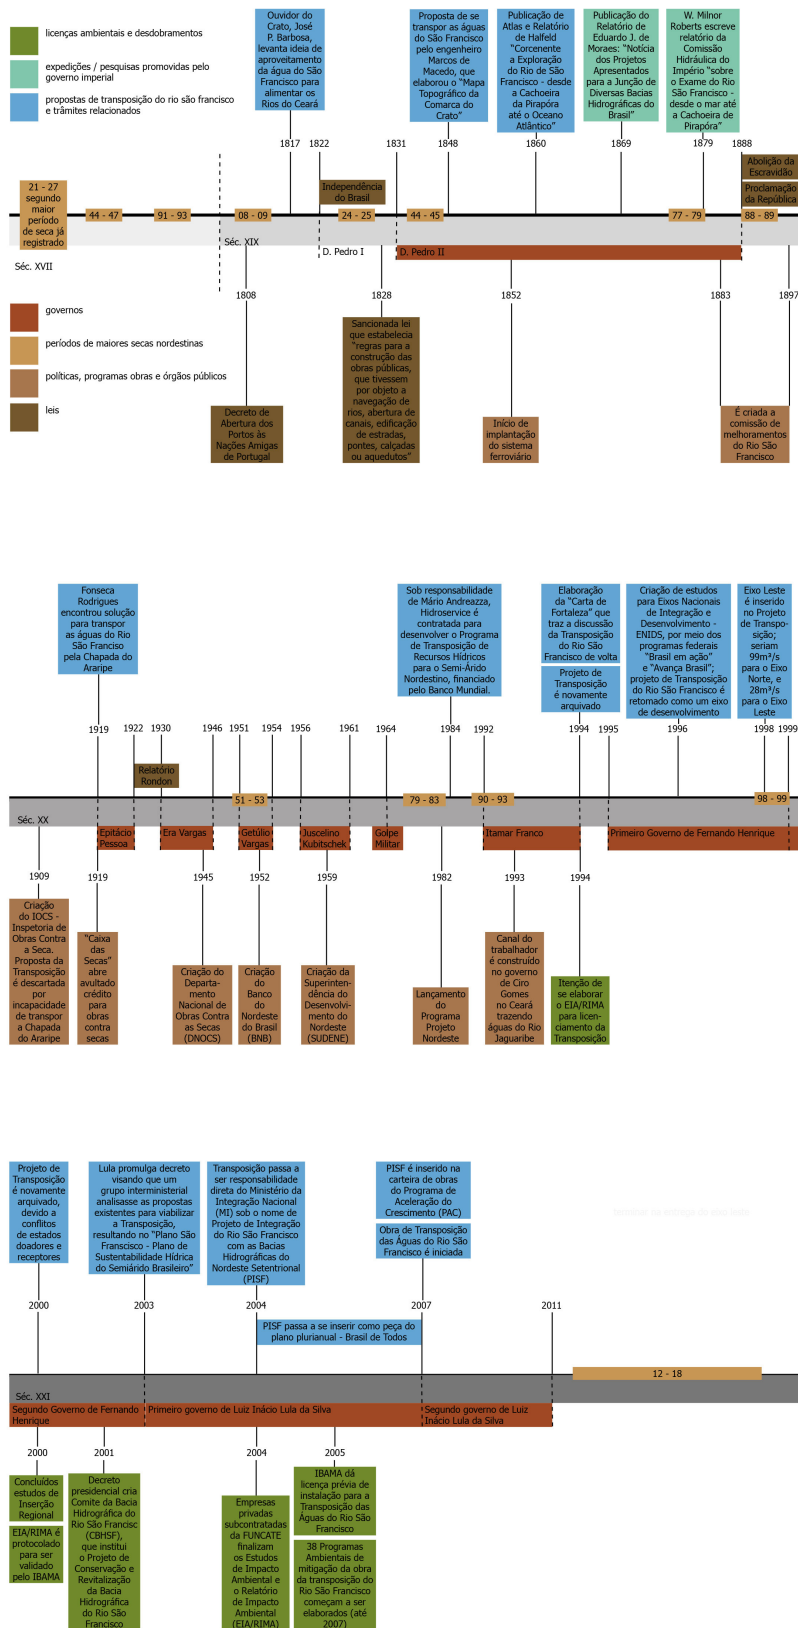 licenças ambientais e desdobramentos
expedições / pesquisas promovidas pelo
governo imperial
propostas de transposição do rio são francisco
e trâmites relacionados
Ouvidor do
Crato, José
P. Barbosa,
levanta ideia de
aproveitamento
da água do São
Francisco para
alimentar os
Rios do Ceará
Proposta de se
transpor as águas
do São Francisco
pelo engenheiro
Marcos de
Macedo, que
elaborou o “Mapa
Topográfico da
Comarca do
Crato”
Publicação de
Atlas e Relatório
de Halfeld
“Corcenente
a Exploração
do Rio de São
Francisco - desde
a Cachoeira
da Pirapóra
até o Oceano
Atlântico”
Publicação do
Relatório de
Eduardo J. de
Moraes: “Notícia
dos Projetos
Apresentados
para a Junção de
Diversas Bacias
Hidrográficas do
Brasil”
W. Milnor
Roberts escreve
relatório da
Comissão
Hidráulica do
Império “sobre
o Exame do Rio
São Francisco -
desde o mar até
a Cachoeira de
Pirapóra”
1817
1822
1831
1848
1860
1869
1879
1888
Abolição da
Escravidão
Proclamação
da República
Independência
do Brasil
21 - 27
segundo
maior
período
de seca já
registrado
44 - 47
91 - 93
08 - 09
24 - 25
44 - 45
77 - 79
88 - 89
Séc. XIX
D. Pedro I
D. Pedro II
Séc. XVII
1808
1828
1852
1883
1897
governos
períodos de maiores secas nordestinas
políticas, programas obras e órgãos públicos
leis
Decreto de
Abertura dos
Portos às
Nações Amigas
de Portugal
Sancionada lei
que estabelecia
“regras para a
construção das
obras públicas,
que tivessem
por objeto a
navegação de
rios, abertura de
canais, edificação
de estradas,
pontes, calçadas
ou aquedutos”
Início de
implantação
do sistema
ferroviário
É criada a
comissão de
melhoramentos
do Rio São
Francisco
Fonseca
Rodrigues
encontrou solução
para transpor
as águas do Rio
São Franciso
pela Chapada do
Araripe
Sob responsabilidade
de Mário Andreazza,
Hidroservice é
contratada para
desenvolver o Programa
de Transposição de
Recursos Hídricos
para o Semi-Árido
Nordestino, financiado
pelo Banco Mundial.
Elaboração
da “Carta de
Fortaleza” que
traz a discussão
da Transposição
do Rio São
Francisco de volta
Projeto de
Transposição
é novamente
arquivado
Criação de estudos
para Eixos Nacionais
de Integração e
Desenvolvimento -
ENIDS, por meio dos
programas federais
“Brasil em ação”
e “Avança Brasil”;
projeto de Transposição
do Rio São Francisco é
retomado como um eixo
de desenvolvimento
Eixo Leste
é inserido
no Projeto
de Transpo-
sição;
seriam
99m³/s
para o Eixo
Norte, e
28m³/s
para o Eixo
Leste
1919
1922
1930
1946
1951
1954
1956
1961
1964
1984
1992
1994
1995
1996
1998
1999
Relatório
Rondon
51 - 53
79 - 83
90 - 93
98 - 99
Séc. XX
Epitácio
Pessoa
Era Vargas
Getúlio
Vargas
Juscelino
Kubitschek
Golpe
Militar
Itamar Franco
Primeiro Governo de Fernando Henrique
1909
1919
1945
1952
1959
1982
1993
1994
Criação
do IOCS -
Inspetoria de
Obras Contra
a Seca.
Proposta da
Transposição
é descartada
por
incapacidade
de transpor
a Chapada
do Araripe
“Caixa
das
Secas”
abre
avultado
crédito
para
obras
contra
secas
Criação do
Departa-
mento
Nacional de
Obras Contra
as Secas
(DNOCS)
Criação
do
Banco do
Nordeste
do Brasil
(BNB)
Criação da
Superinten-
dência do
Desenvolvi-
mento do
Nordeste
(SUDENE)
Lançamento
do
Programa
Projeto
Nordeste
Canal do
trabalhador
é construído
no governo
de Ciro
Gomes
no Ceará
trazendo
águas do Rio
Jaguaribe
Itenção de
se elaborar
o EIA/RIMA
para licen-
ciamento da
Transposição
Projeto de
Transposição
é novamente
arquivado,
devido a
conflitos
de estados
doadores e
receptores
Lula promulga decreto
visando que um
grupo interministerial
analisasse as propostas
existentes para viabilizar
a Transposição,
resultando no “Plano São
Franscisco - Plano de
Sustentabilidade Hídrica
do Semiárido Brasileiro”
Transposição passa a
ser responsabilidade
direta do Ministério da
Integração Nacional
(MI) sob o nome de
Projeto de Integração
do Rio São Francisco
com as Bacias
Hidrográficas do
Nordeste Setentrional
(PISF)
PISF é inserido na
carteira de obras
do Programa de
Aceleração do
Crescimento (PAC)
Obra de Transposição
das Águas do Rio São
Francisco é iniciada
2000
2003
2004
2007
2011
PISF passa a se inserir como peça do
plano plurianual - Brasil de Todos
12 - 18
Séc. XXI
Segundo Governo de Fernando
Henrique
Primeiro governo de Luiz Inácio Lula da Silva
Segundo governo de Luiz
Inácio Lula da Silva
2000
2001
2004
2005
Concluídos
estudos de
Inserção
Regional
EIA/RIMA é
protocolado
para ser
validado
pelo IBAMA
Decreto
presidencial cria
Comite da Bacia
Hidrográfica do
Rio São Francisc
(CBHSF),
que institui
o Projeto de
Conservação e
Revitalização
da Bacia
Hidrográfica
do Rio São
Francisco
Empresas
privadas
subcontratadas
da FUNCATE
finalizam
os Estudos
de Impacto
Ambiental e
o Relatório
de Impacto
Ambiental
(EIA/RIMA)
IBAMA dá
licença prévia de
instalação para a
Transposição das
Águas do Rio São
Francisco
38 Programas
Ambientais de
mitigação da obra
da transposição do
Rio São Francisco
começam a ser
elaborados (até
2007)